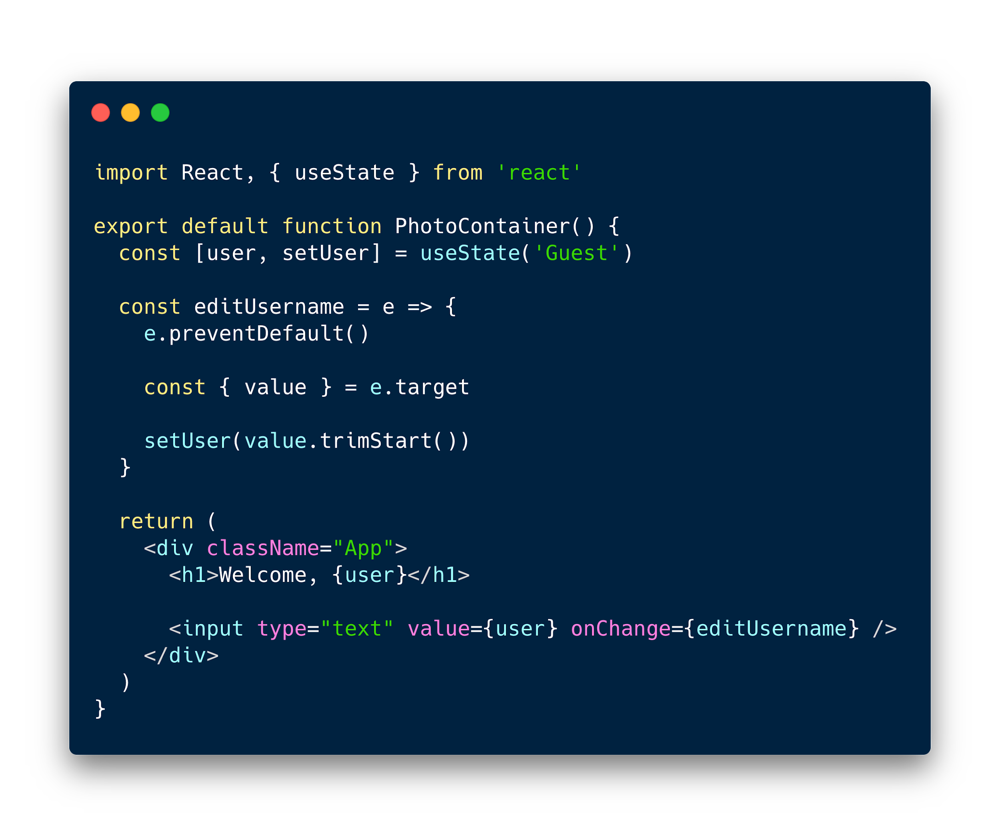 import React, { useState } from 'react'

export default function PhotoContainer() {
  const [user, setUser] = useState('Guest')

  const editUsername = e => {
    e.preventDefault()

    const { value } = e.target

    setUser(value.trimStart())
  }

  return (
    <div className="App">
      <h1>Welcome, {user}</h1>

      <input type="text" value={user} onChange={editUsername} />
    </div>
  )
}